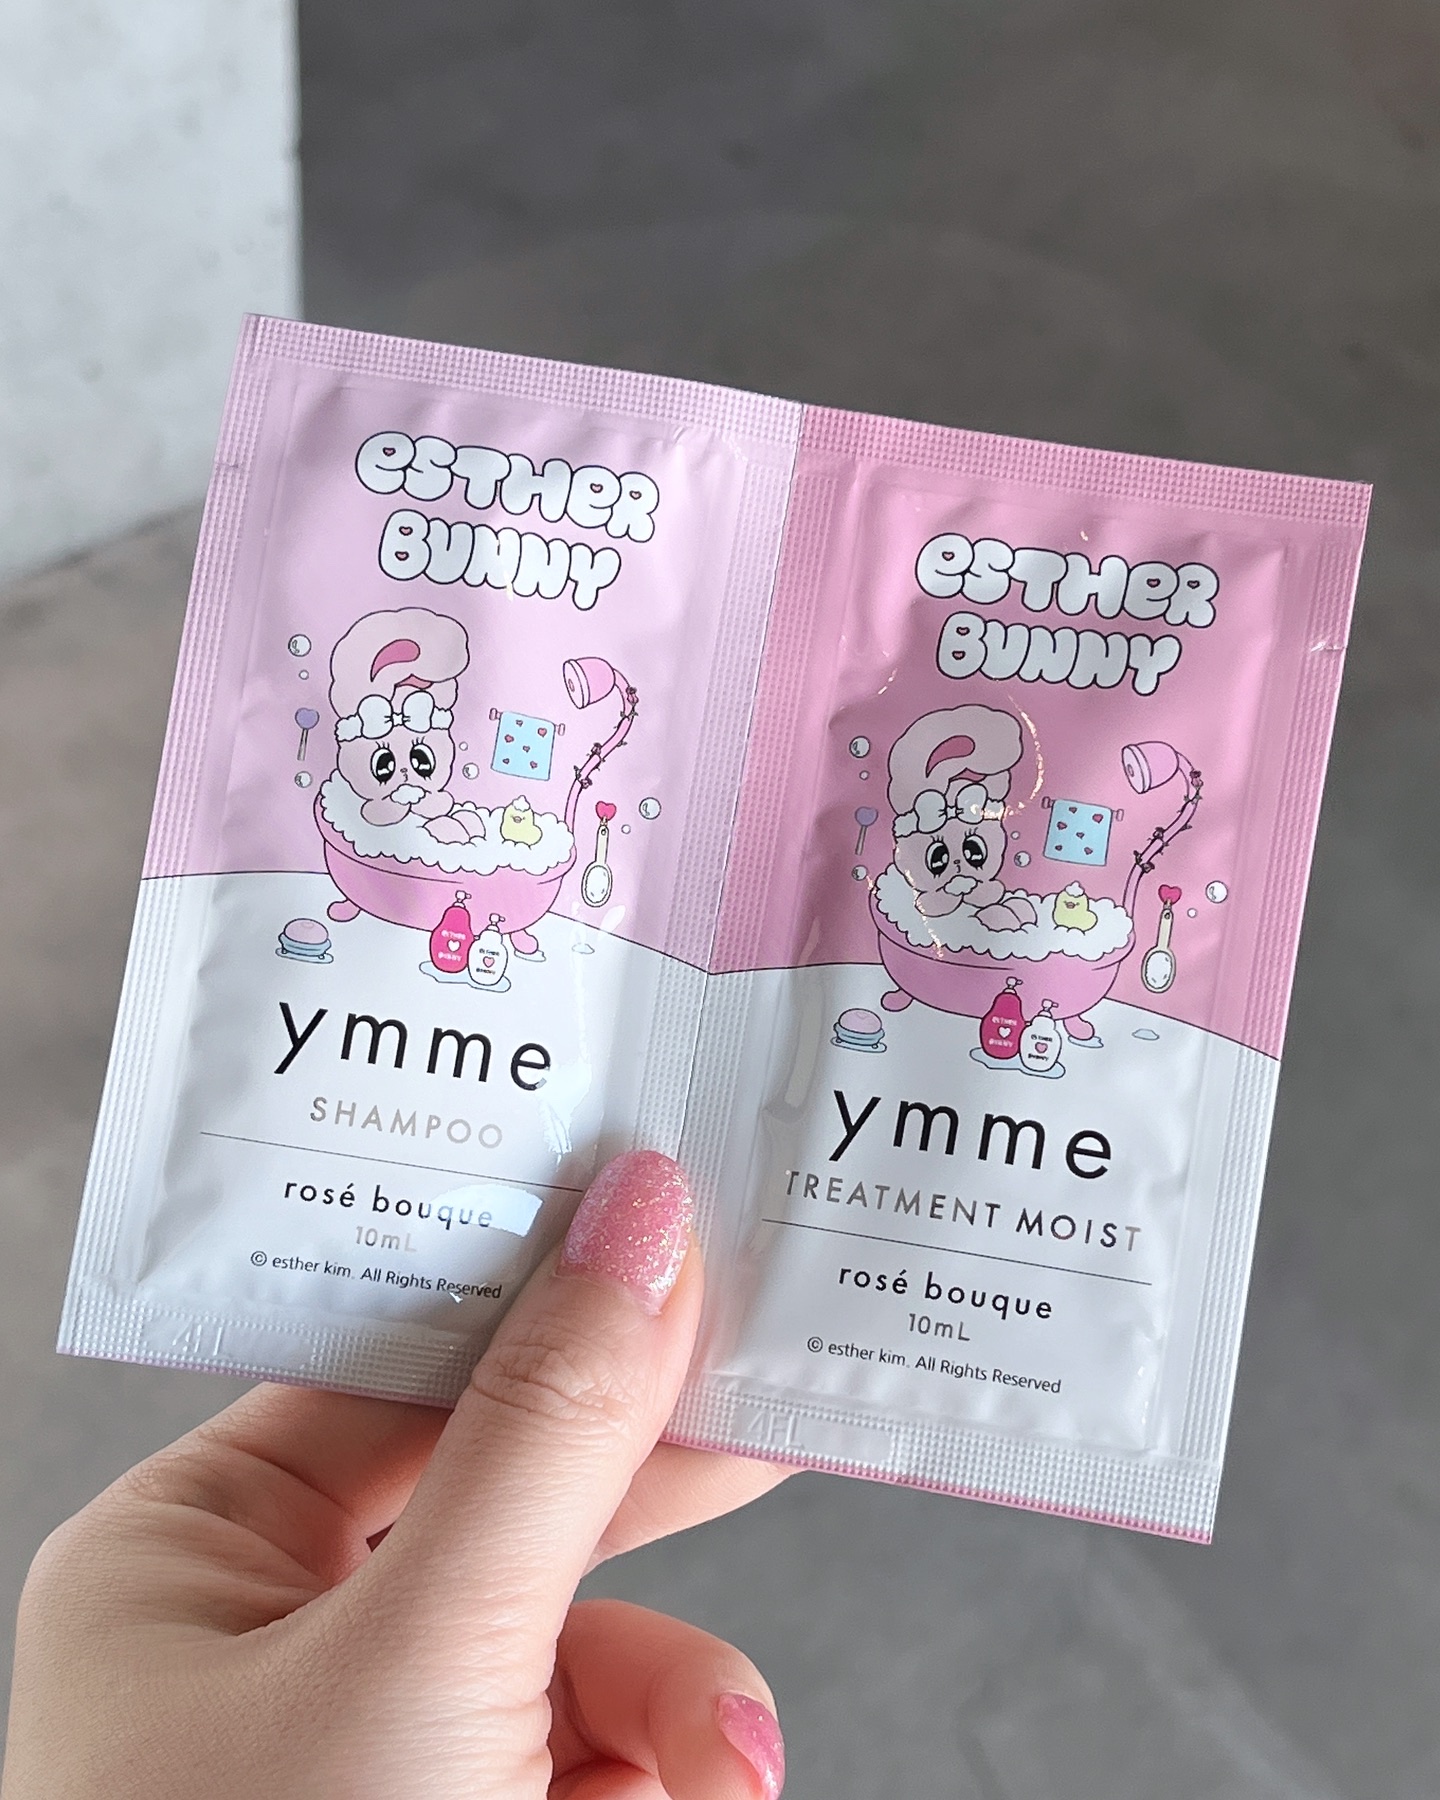 esTHeR
BUNNY
ymme
SHAMPOO
rosé bouque
10mL
© esther kim. All Rights Reserved
esTHeR
BUNNY
ymme
TREATMENT MOIST
rosé bouque
10mL
© esther kim. All Rights Reserved